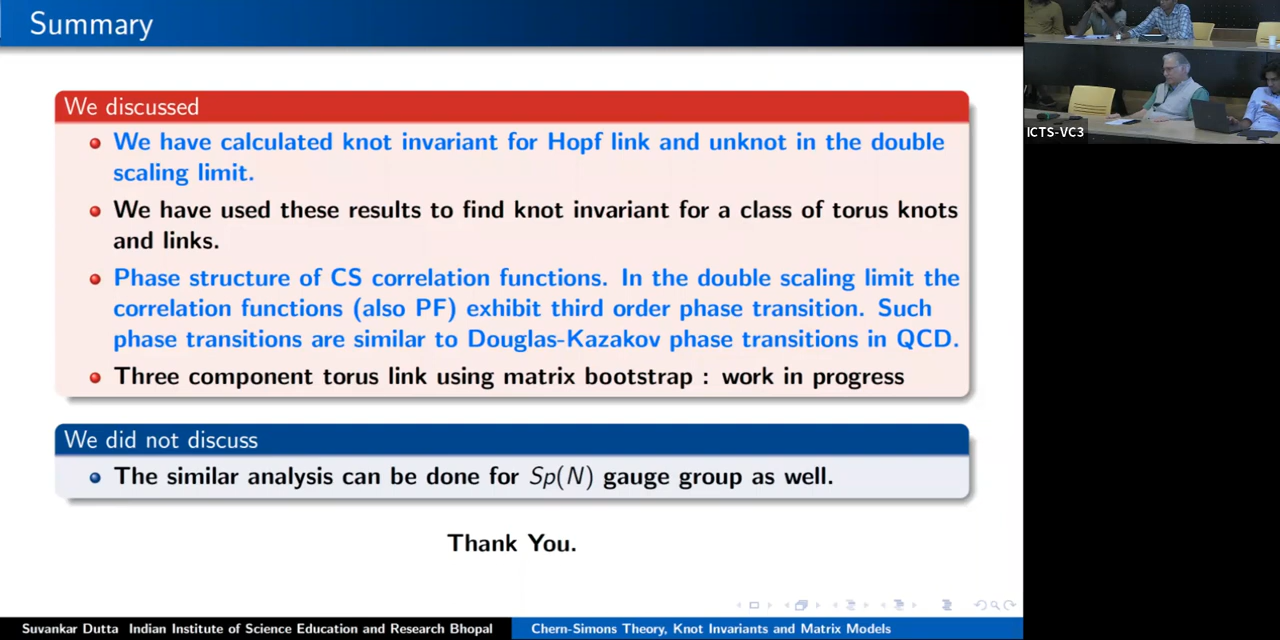 Summary
We discussed
We have calculated knot invariant for Hopf link and unknot in the double
scaling limit.
We have used these results to find knot invariant for a class of torus knots
and links.
Phase structure of CS correlation functions. In the double scaling limit the
correlation functions (also PF) exhibit third order phase transition. Such
phase transitions are similar to Douglas-Kazakov phase transitions in QCD.
Three component torus link using matrix bootstrap : work in progress
We did not discuss
The similar analysis can be done for Sp(N) gauge group as well.
Thank You.
Suvankar Dutta Indian Institute of Science Education and Research Bhopal
Chern-Simons Theory, Knot Invariants and Matrix Models
ICTS-VC3